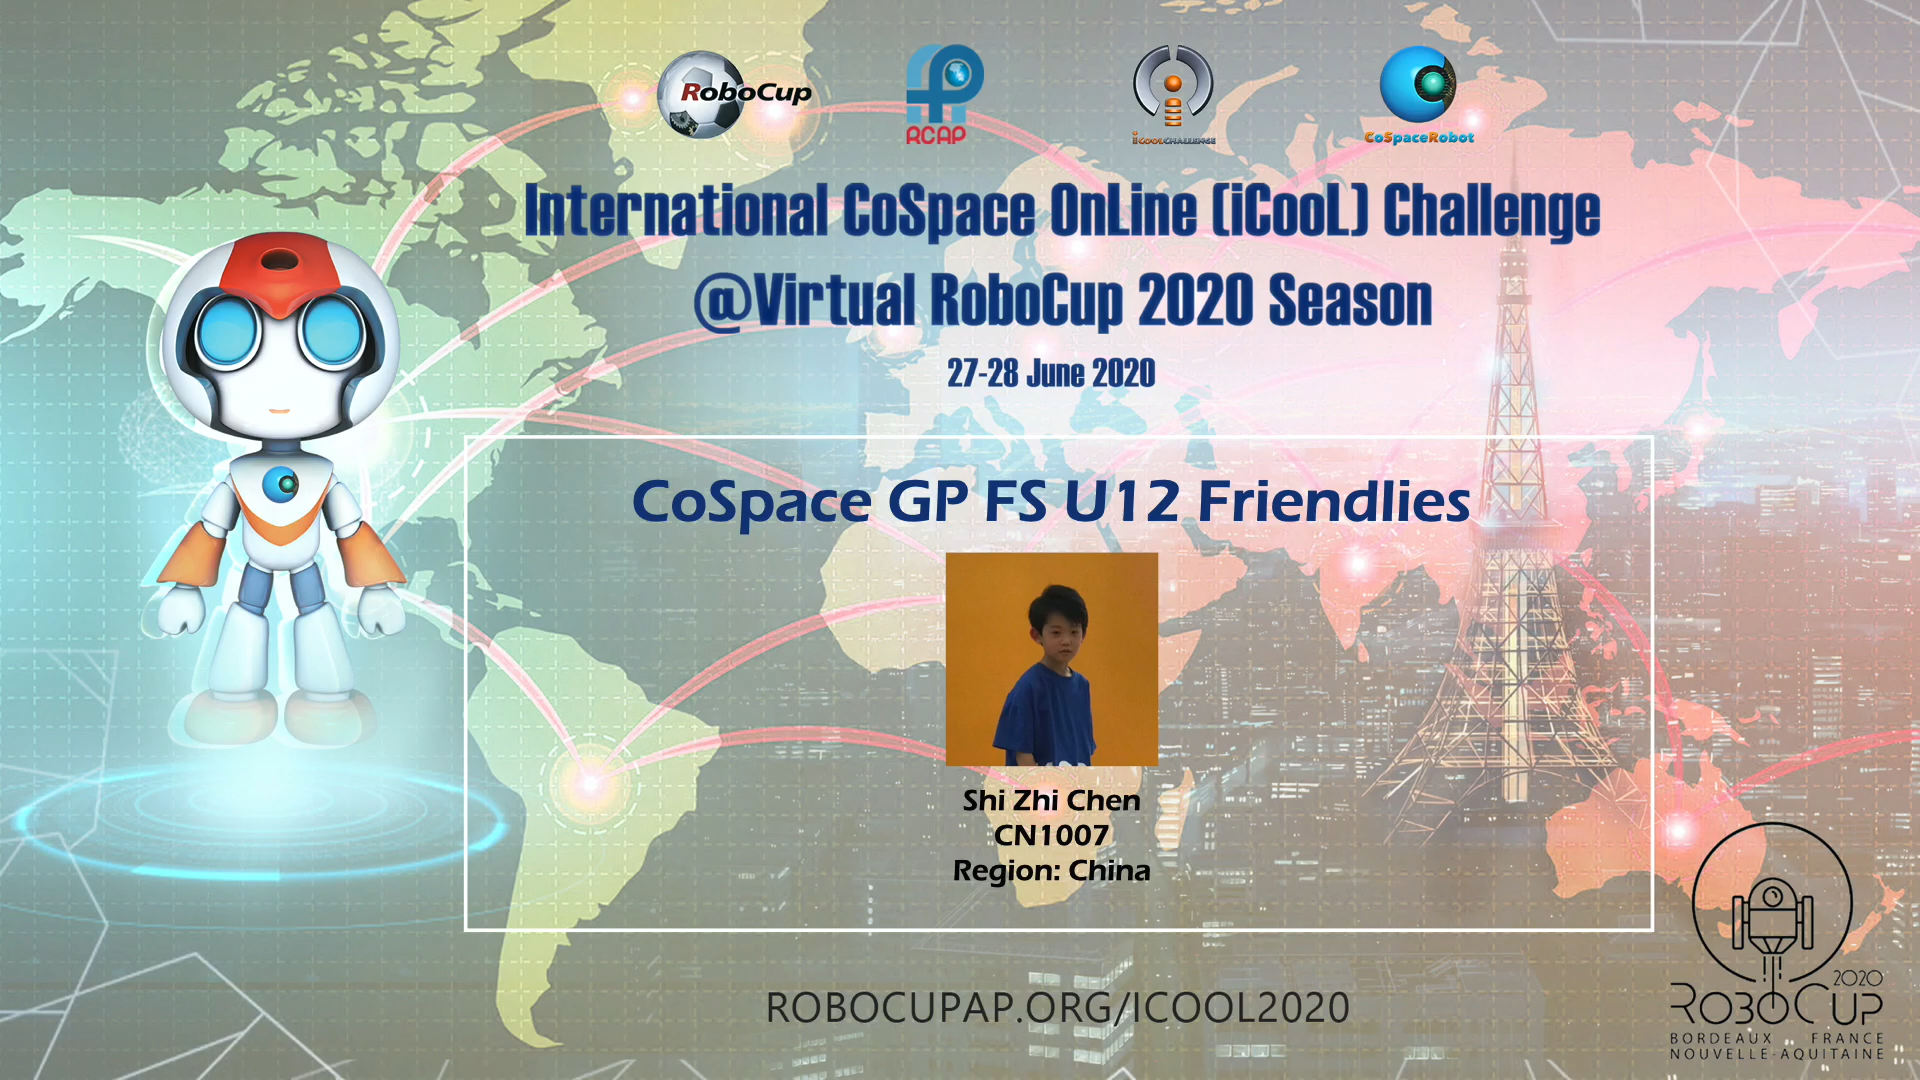 RoboCup
RCAP
iCOOLCHALLENGE
CoSpaceRobot
International CoSpace OnLine (iCooL) Challenge
@Virtual RoboCup 2020 Season
27-28 June 2020
CoSpace GP FS U12 Friendlies
Shi Zhi Chen
CN1007
Region: China
ROBOCUPAP.ORG/ICOOL2020
2020
ROBOCUP
BORDEAUX FRANCE
NOUVELLE-AQUITAINE